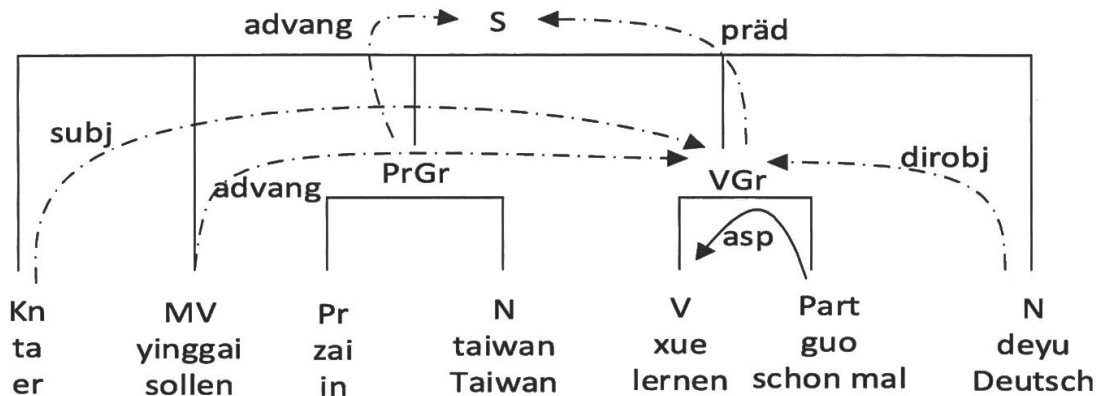 advang S präd
subj
dirobj
advang PrGr VGr
asp
Kn MV Pr N V Part N
ta yinggai zai taiwan xue guo deyu
er sollen in Taiwan lernen schon mal Deutsch